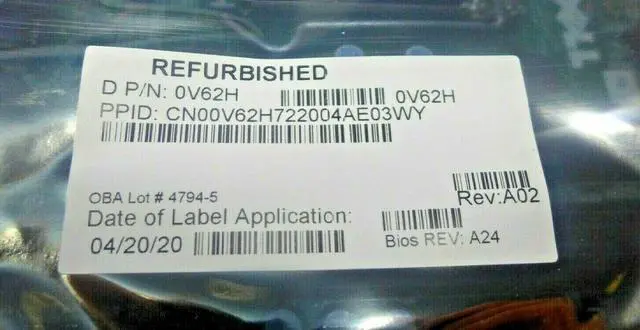 REFURBISHED
D P/N: 0V62H 0V62H
PPID: CN00V62H722004AE03WY
OBA Lot # 4794-5
Rev:A02
Date of Label Application:
04/20/20
Bios REV: A24